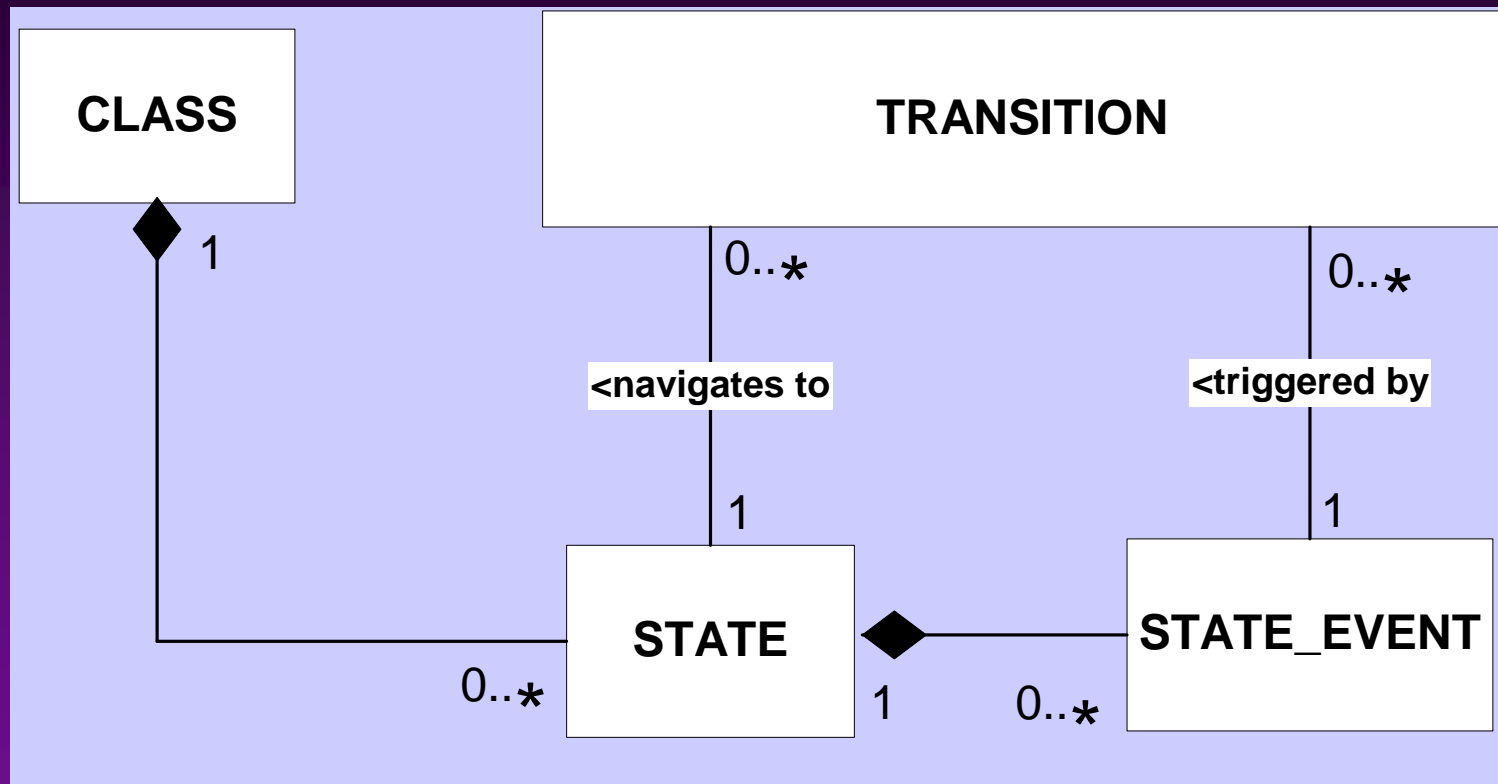 CLASS
TRANSITION
1
0..*
0..*
<navigates to
<triggered by
1
1
STATE
STATE_EVENT
0..*
1
0..*